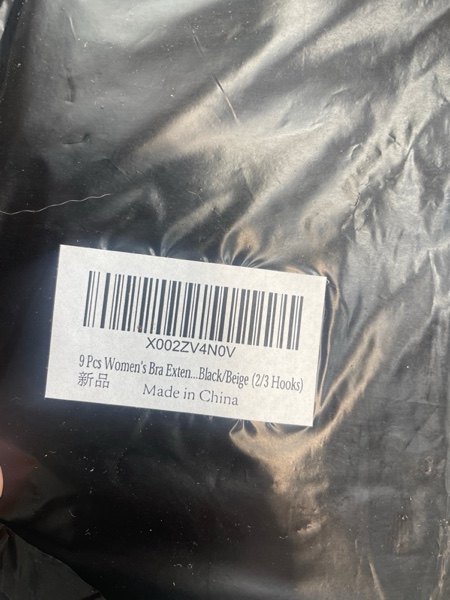 X002ZV4N0V
9 Pcs Women's Bra Exten...Black/Beige (2/3 Hooks)
新品
Made in China